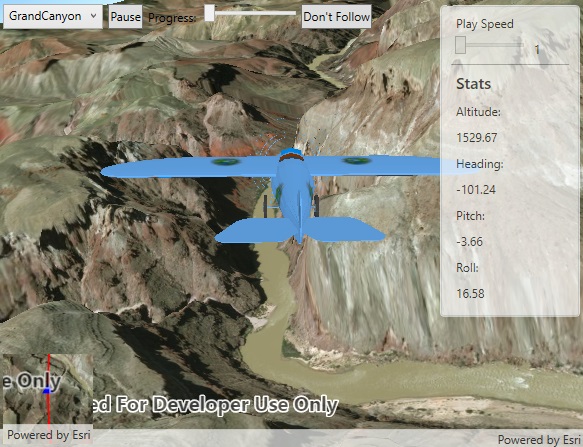 GrandCanyon
Pause
Progress:
Don't Follow
Play Speed
1
Stats
Altitude:
1529.67
Heading:
-101.24
Pitch:
-3.66
Roll:
16.58
e Only
ed For Developer Use Only
Powered by Esri
Powered by Esri